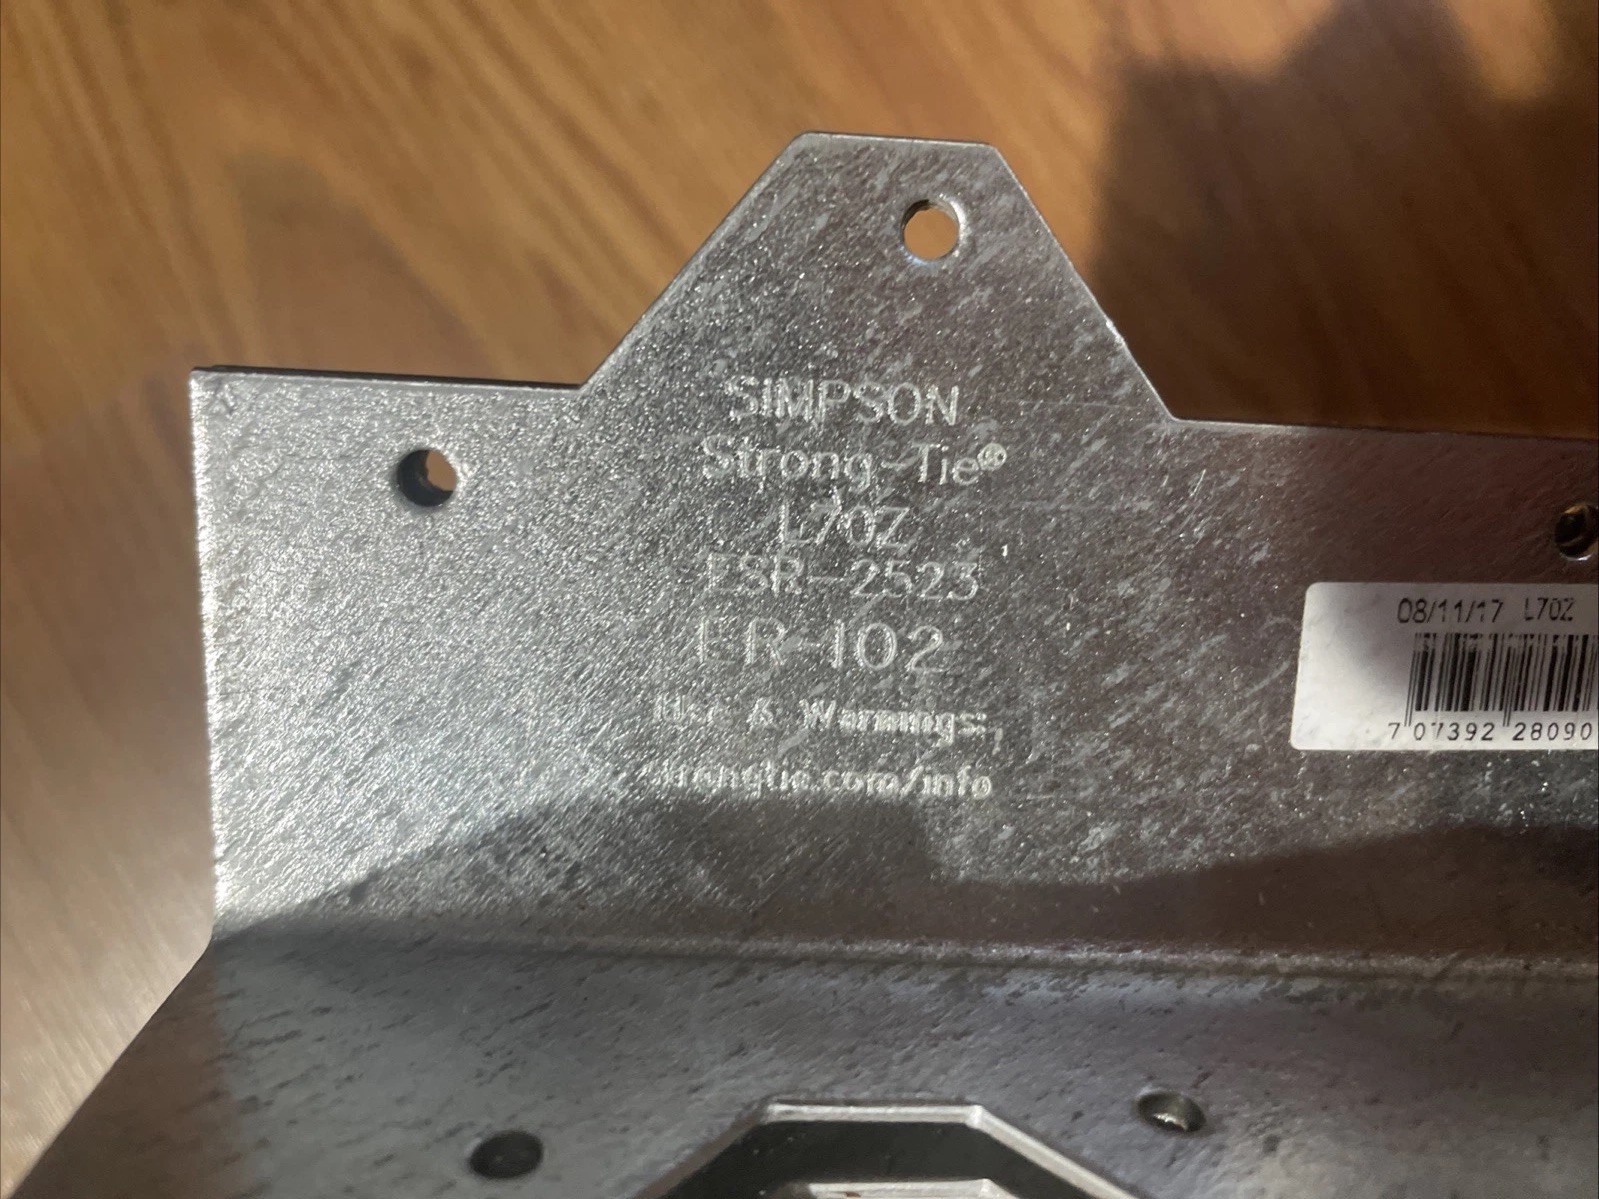 SIMPSON
Strong-Tie®
L70Z
ESR-2523
ER-102
Use & Warnings:
strongtie.com/info
08/11/17 L70Z
7 07392 28090